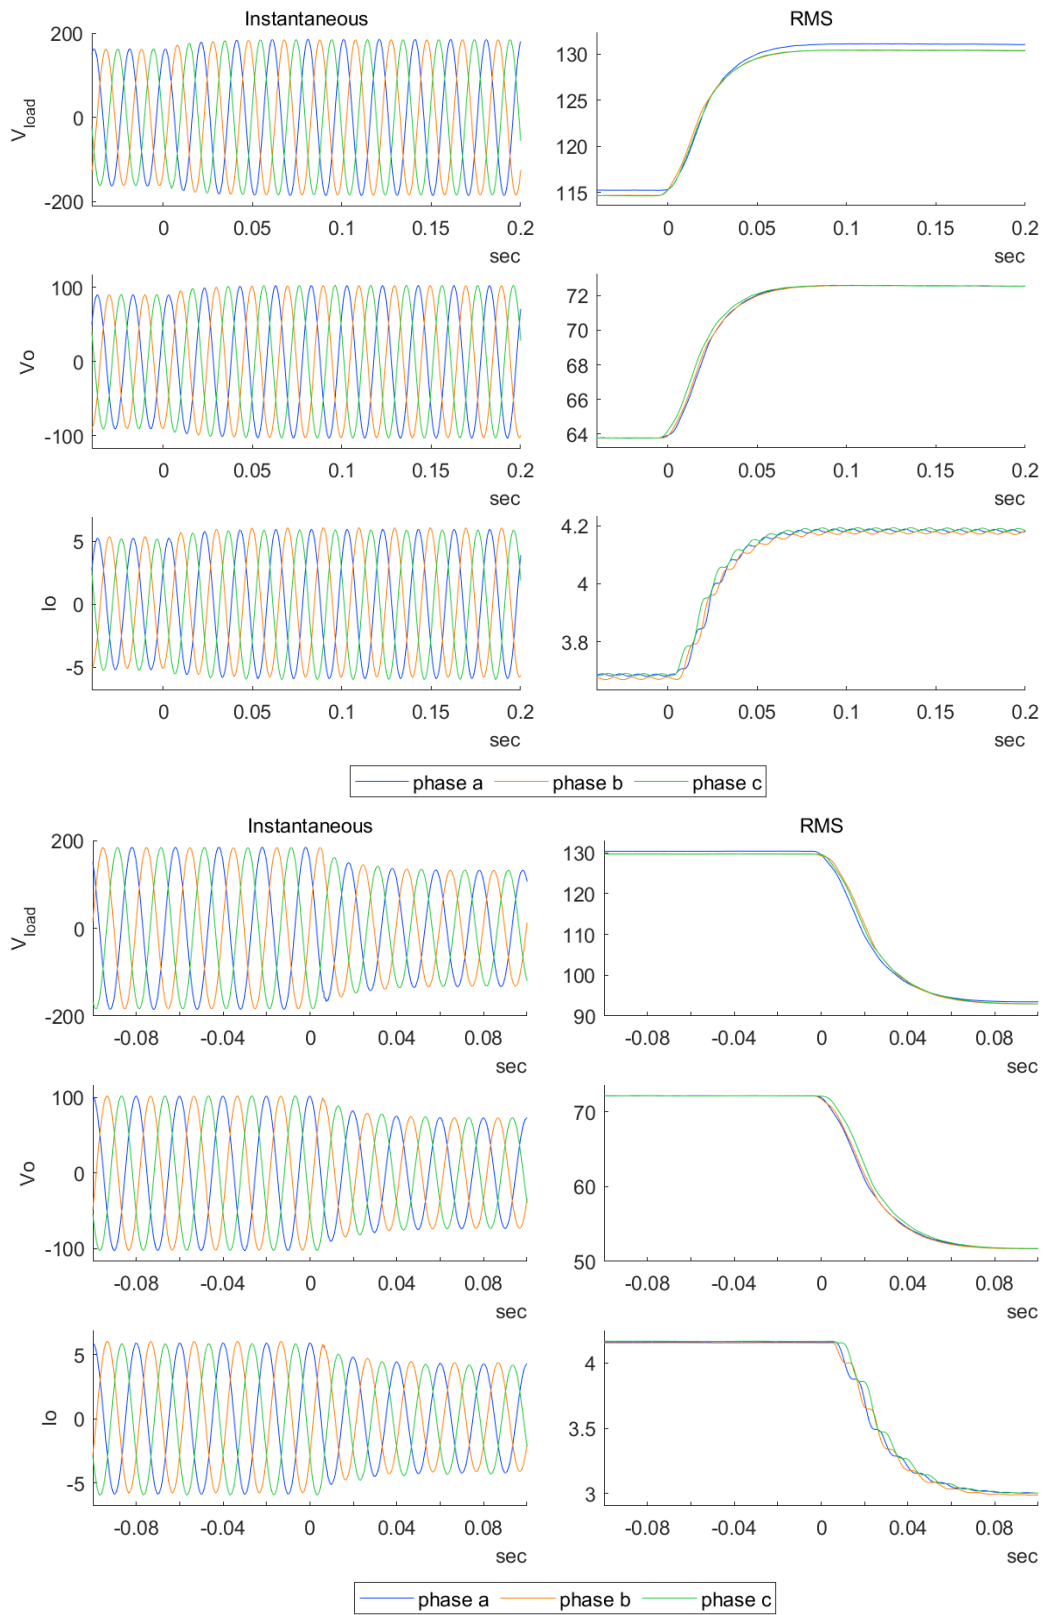 Instantaneous
RMS
V_load
200
0
-200
0 0.05 0.1 0.15 0.2
sec
130
125
120
115
0 0.05 0.1 0.15 0.2
sec
Vo
100
0
-100
0 0.05 0.1 0.15 0.2
sec
72
70
68
66
64
0 0.05 0.1 0.15 0.2
sec
Io
5
0
-5
0 0.05 0.1 0.15 0.2
sec
4.2
4
3.8
0 0.05 0.1 0.15 0.2
sec
phase a phase b phase c
Instantaneous
RMS
V_load
200
0
-200
-0.08 -0.04 0 0.04 0.08
sec
130
120
110
100
90
-0.08 -0.04 0 0.04 0.08
sec
Vo
100
0
-100
-0.08 -0.04 0 0.04 0.08
sec
70
60
50
-0.08 -0.04 0 0.04 0.08
sec
Io
5
0
-5
-0.08 -0.04 0 0.04 0.08
sec
4
3.5
3
-0.08 -0.04 0 0.04 0.08
sec
phase a phase b phase c